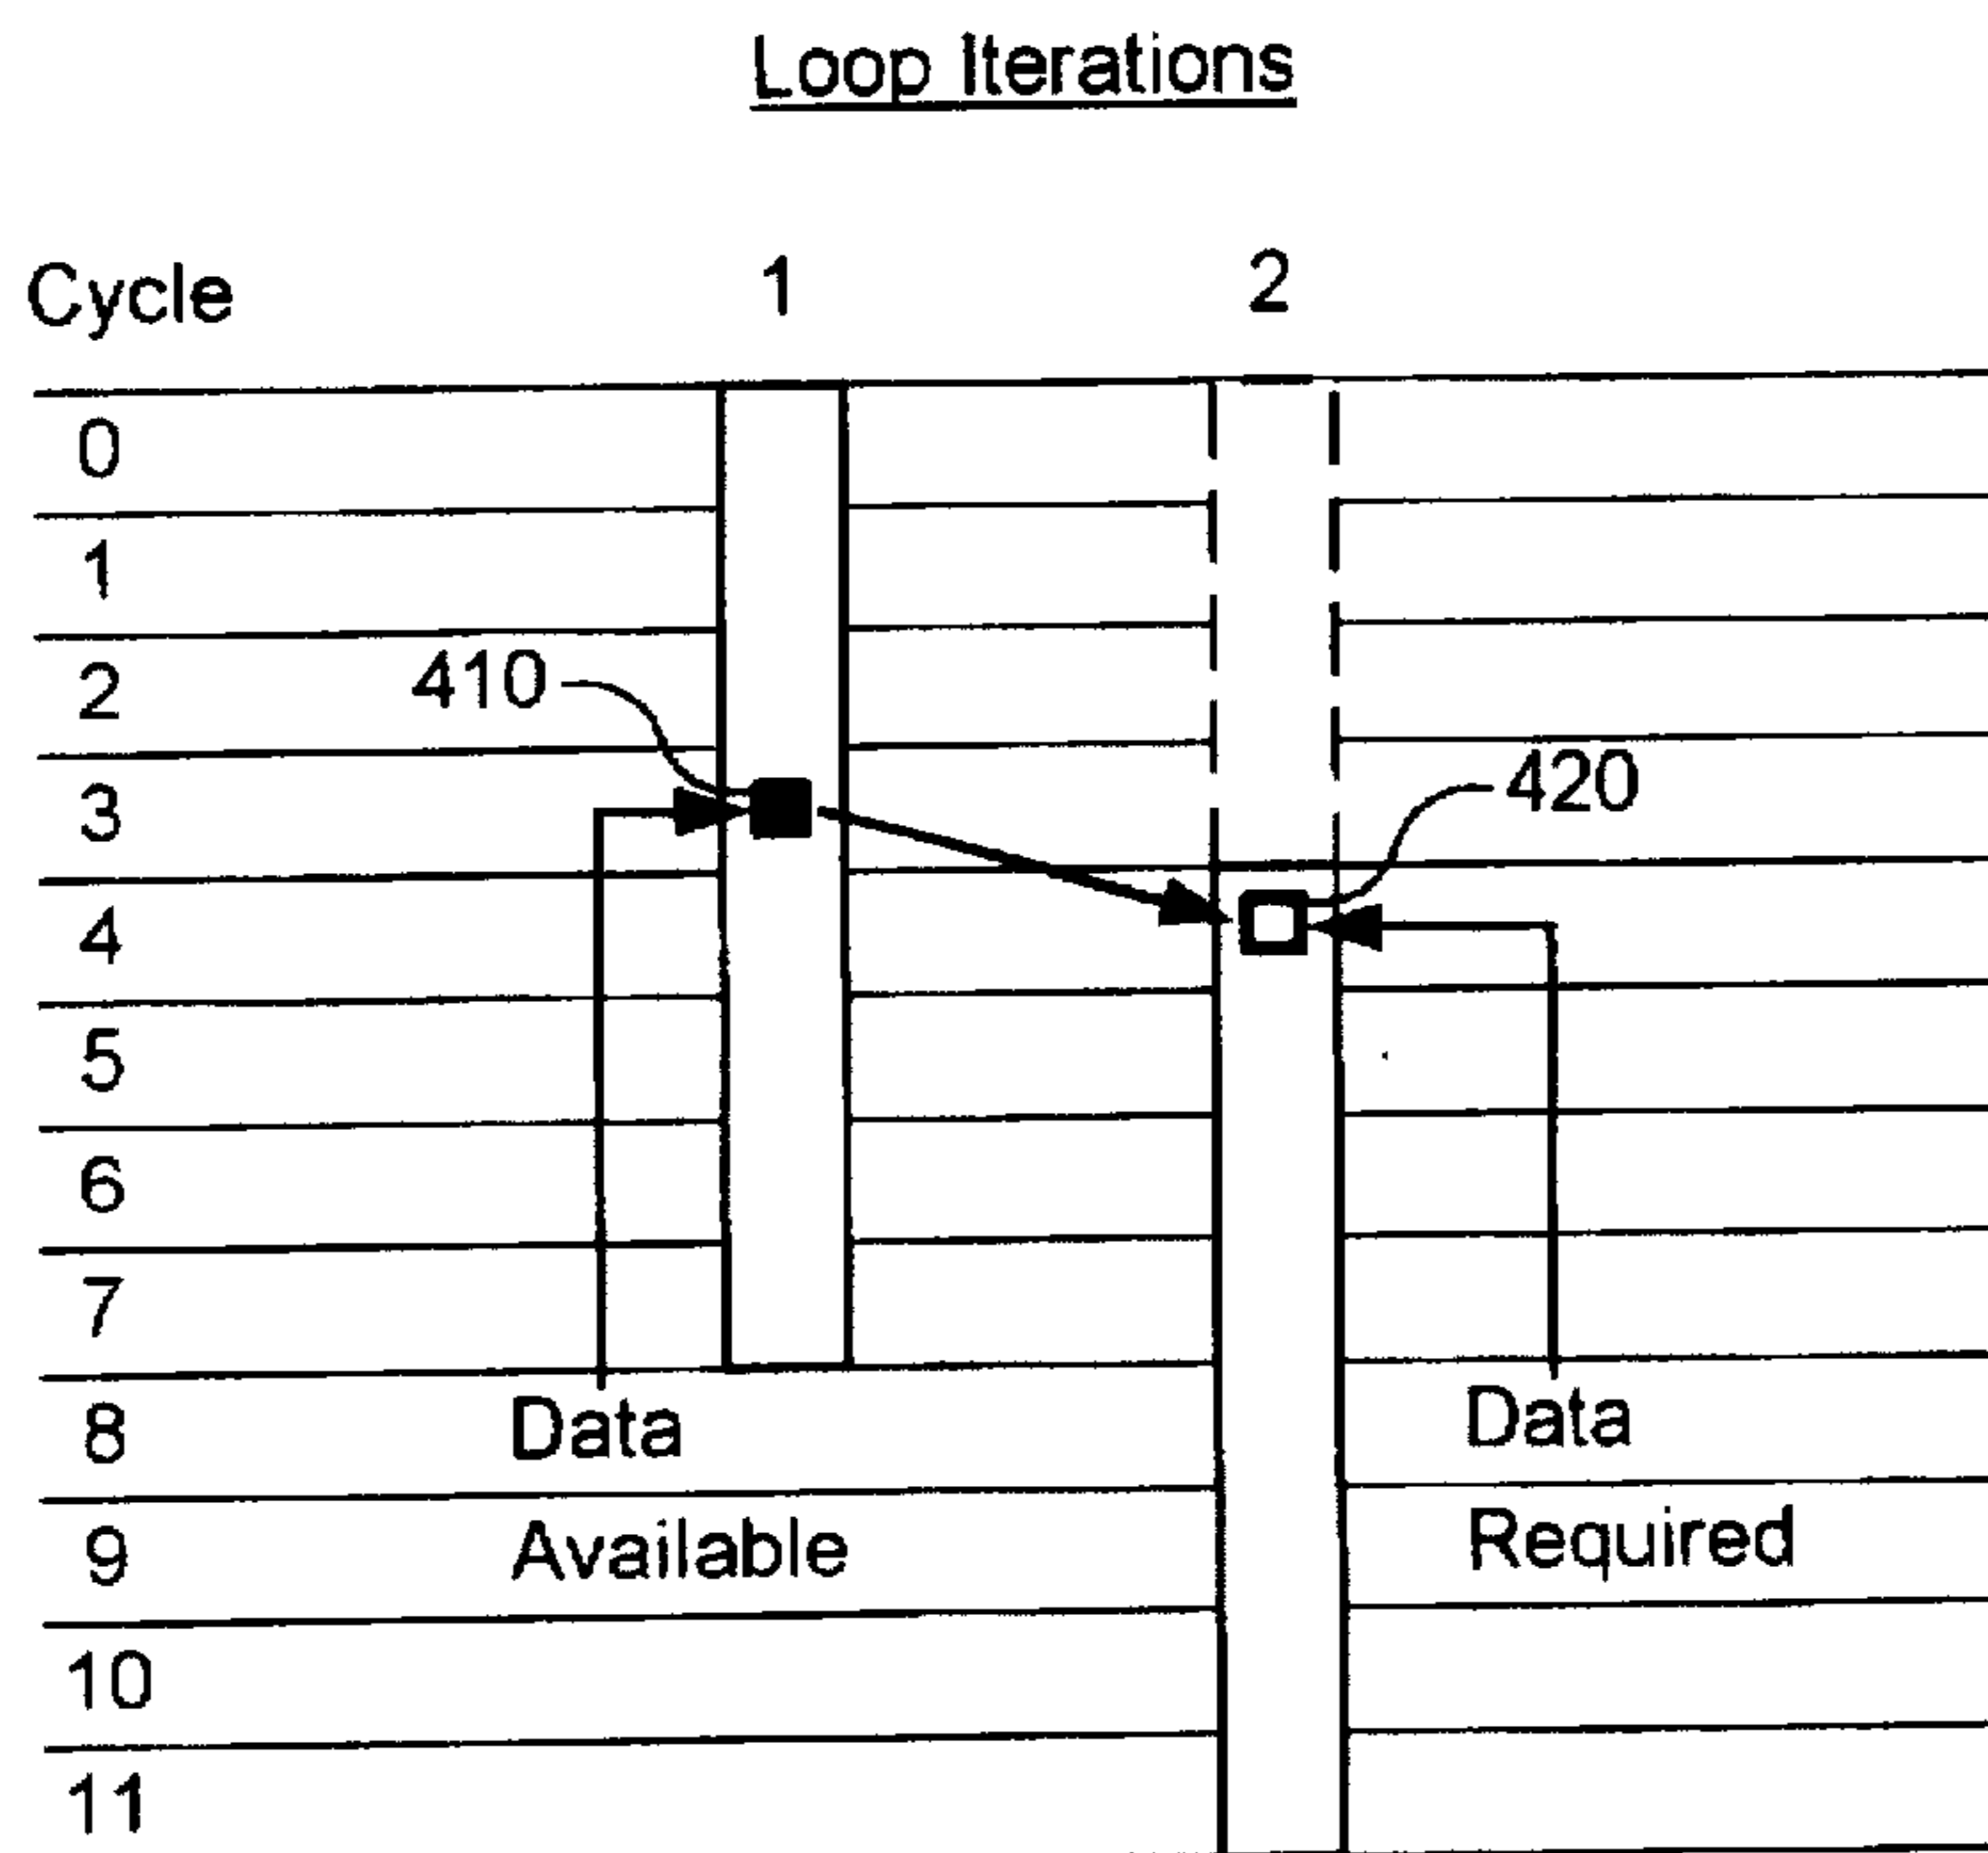 Loop Iterations
Cycle 1 2
0
1
2 410
3 420
4
5
6
7
8 Data Data
9 Available Required
10
11